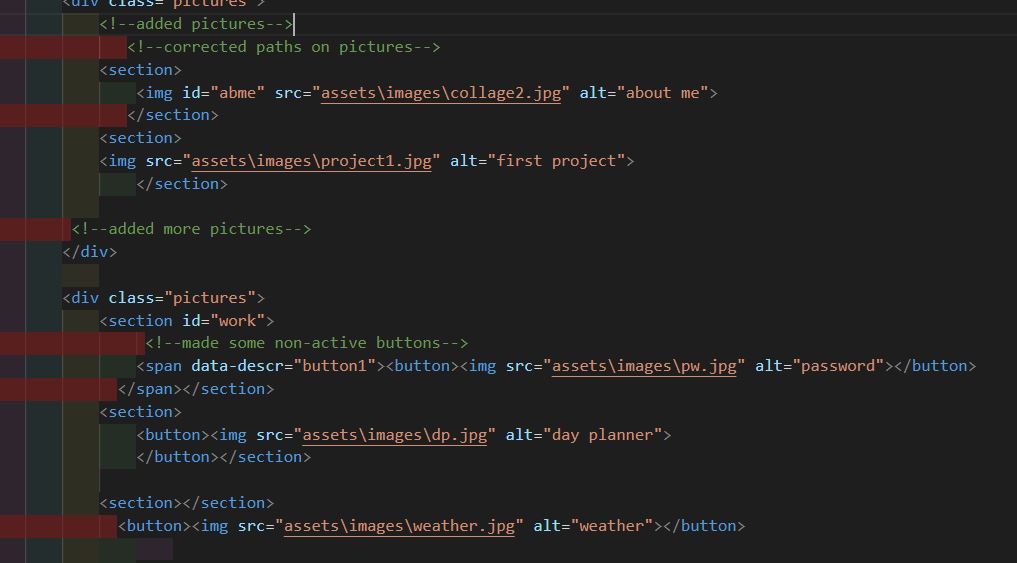 <div class="pictures">
<!--added pictures-->
<!--corrected paths on pictures-->
<section>
<img id="abme" src="assets\images\collage2.jpg" alt="about me">
</section>
<section>
<img src="assets\images\project1.jpg" alt="first project">
</section>
<!--added more pictures-->
</div>
<div class="pictures">
<section id="work">
<!--made some non-active buttons-->
<span data-descr="button1"><button><img src="assets\images\pw.jpg" alt="password"></button>
</span></section>
<section>
<button><img src="assets\images\dp.jpg" alt="day planner">
</button></section>
<section></section>
<button><img src="assets\images\weather.jpg" alt="weather"></button>